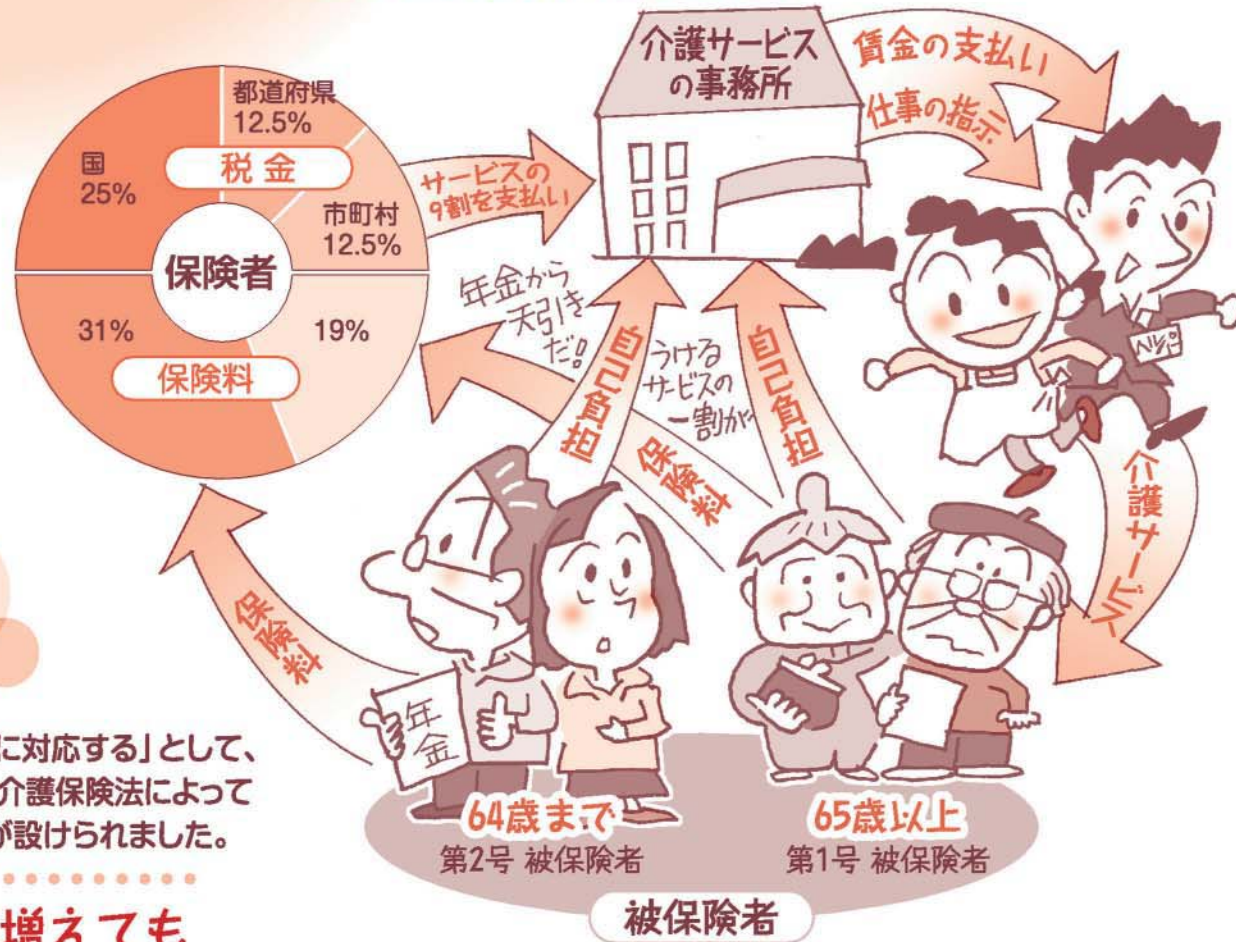 介護サービス
の事務所
賃金の支払い
仕事の指示
都道府県
12.5%
国
25%
税金
市町村
12.5%
保険者
31%
19%
保険料
サービスの
9割を支払い
年金から
天引き
だ!
うける
サービスの
一割が
自己負担
自己負担
保険料
保険料
ヘルパー
介護サービス
年金
64歳まで
第2号 被保険者
65歳以上
第1号 被保険者
被保険者
に対応する」として、
介護保険法によって
が設けられました。
増えても